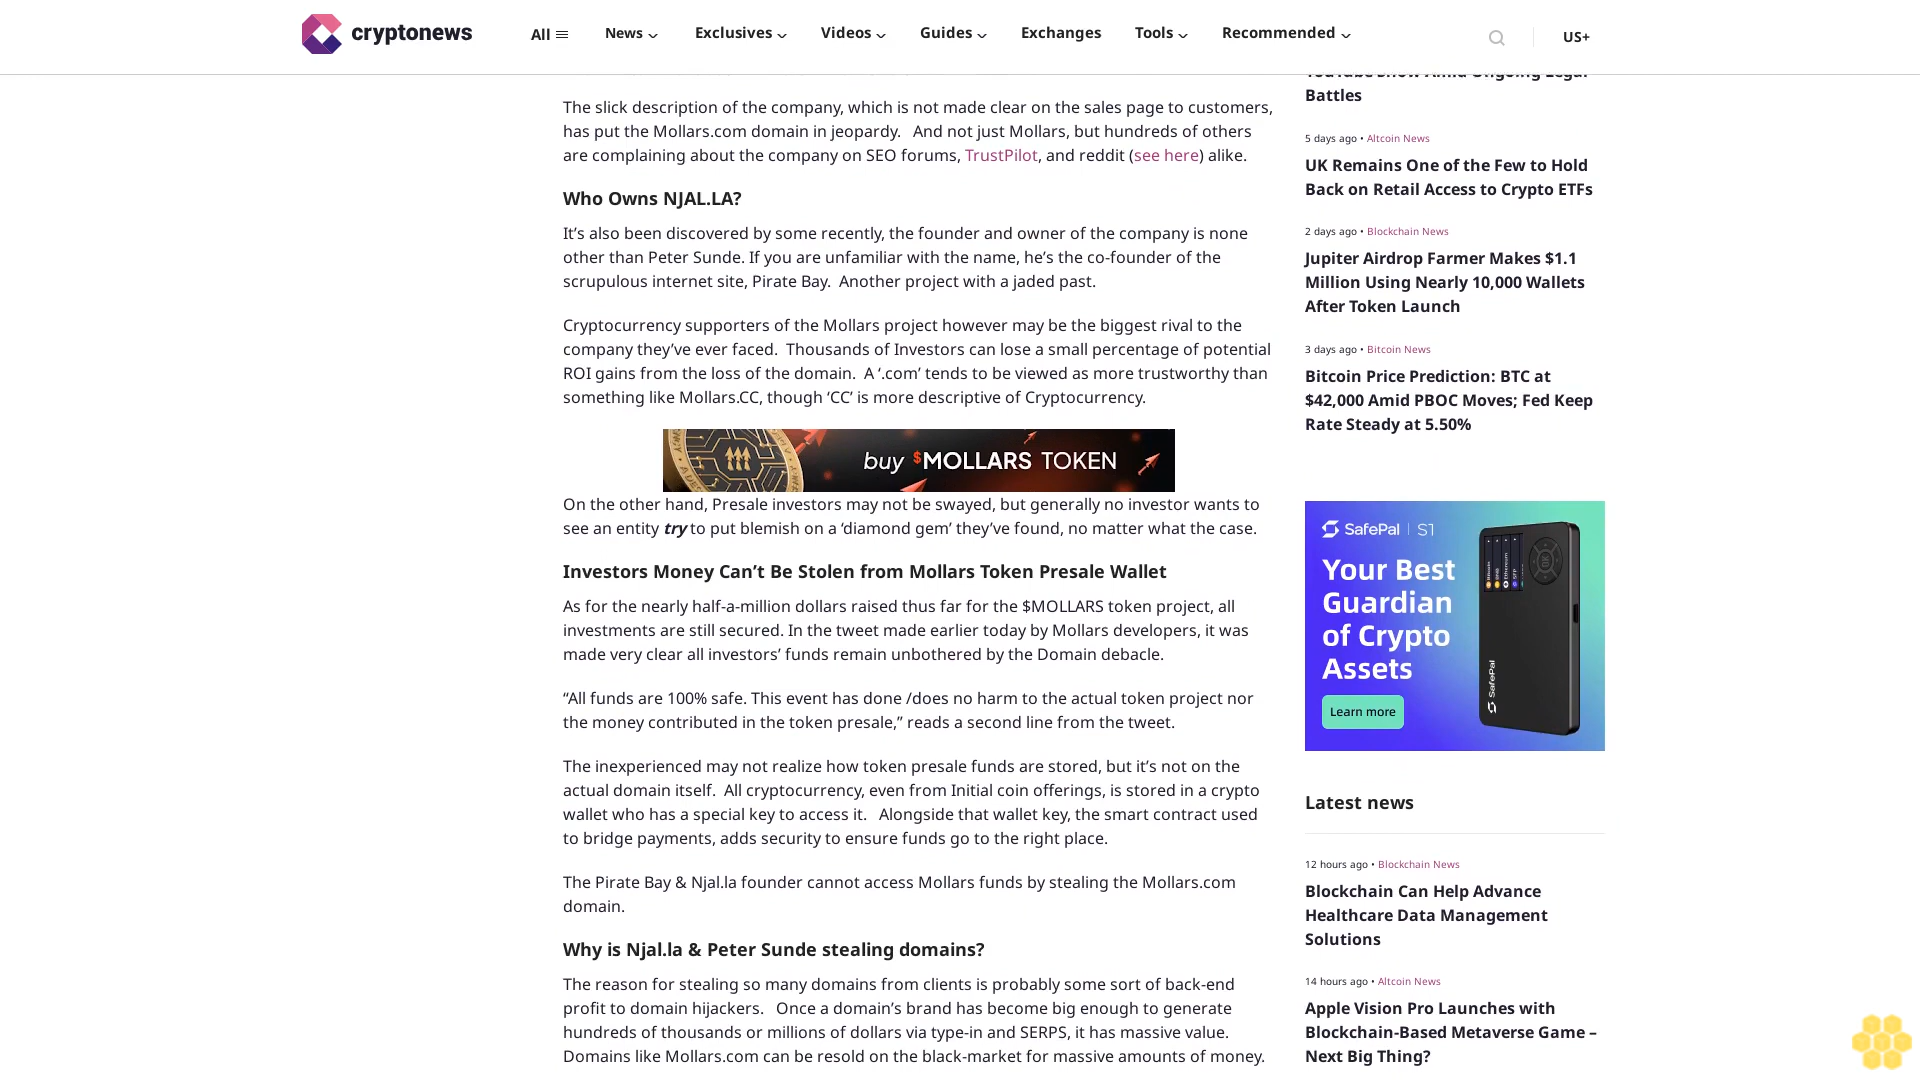 cryptonews
All
News
Exclusives
Videos
Guides
Exchanges
Tools
Recommended
US+
The slick description of the company, which is not made clear on the sales page to customers,
has put the Mollars.com domain in jeopardy. And not just Mollars, but hundreds of others
are complaining about the company on SEO forums, TrustPilot, and reddit (see here) alike.
Who Owns NJAL.LA?
It’s also been discovered by some recently, the founder and owner of the company is none
other than Peter Sunde. If you are unfamiliar with the name, he’s the co-founder of the
scrupulous internet site, Pirate Bay. Another project with a jaded past.
Cryptocurrency supporters of the Mollars project however may be the biggest rival to the
company they’ve ever faced. Thousands of Investors can lose a small percentage of potential
ROI gains from the loss of the domain. A ‘.com’ tends to be viewed as more trustworthy than
something like Mollars.CC, though ‘CC’ is more descriptive of Cryptocurrency.
buy $MOLLARS TOKEN
On the other hand, Presale investors may not be swayed, but generally no investor wants to
see an entity try to put blemish on a ‘diamond gem’ they’ve found, no matter what the case.
Investors Money Can’t Be Stolen from Mollars Token Presale Wallet
As for the nearly half-a-million dollars raised thus far for the $MOLLARS token project, all
investments are still secured. In the tweet made earlier today by Mollars developers, it was
made very clear all investors’ funds remain unbothered by the Domain debacle.
“All funds are 100% safe. This event has done /does no harm to the actual token project nor
the money contributed in the token presale,” reads a second line from the tweet.
The inexperienced may not realize how token presale funds are stored, but it’s not on the
actual domain itself. All cryptocurrency, even from Initial coin offerings, is stored in a crypto
wallet who has a special key to access it. Alongside that wallet key, the smart contract used
to bridge payments, adds security to ensure funds go to the right place.
The Pirate Bay & Njal.la founder cannot access Mollars funds by stealing the Mollars.com
domain.
Why is Njal.la & Peter Sunde stealing domains?
The reason for stealing so many domains from clients is probably some sort of back-end
profit to domain hijackers. Once a domain’s brand has become big enough to generate
hundreds of thousands or millions of dollars via type-in and SERPS, it has massive value.
Domains like Mollars.com can be resold on the black-market for massive amounts of money.
YouTube Show Amid Ongoing Legal
Battles
5 days ago • Altcoin News
UK Remains One of the Few to Hold
Back on Retail Access to Crypto ETFs
2 days ago • Blockchain News
Jupiter Airdrop Farmer Makes $1.1
Million Using Nearly 10,000 Wallets
After Token Launch
3 days ago • Bitcoin News
Bitcoin Price Prediction: BTC at
$42,000 Amid PBOC Moves; Fed Keep
Rate Steady at 5.50%
SafePal | S1
Your Best
Guardian
of Crypto
Assets
Learn more
SafePal
Latest news
12 hours ago • Blockchain News
Blockchain Can Help Advance
Healthcare Data Management
Solutions
14 hours ago • Altcoin News
Apple Vision Pro Launches with
Blockchain-Based Metaverse Game –
Next Big Thing?